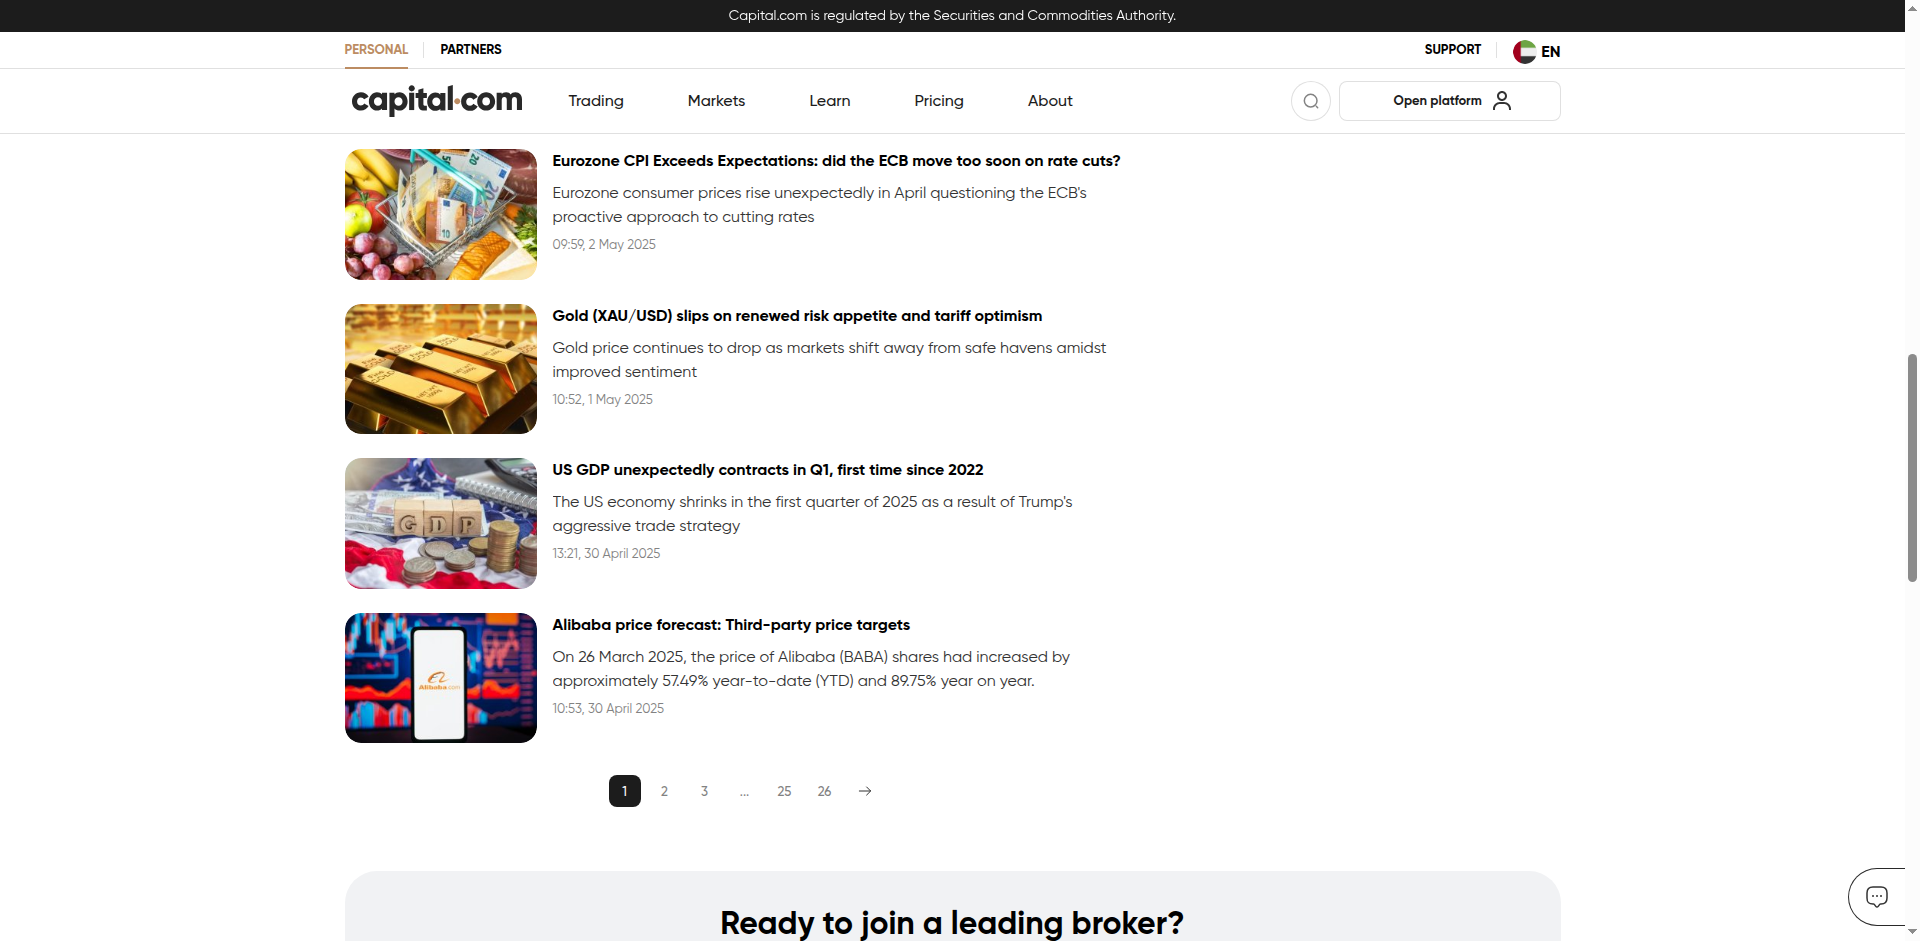 Capital.com is regulated by the Securities and Commodities Authority.
PERSONAL
PARTNERS
SUPPORT
EN
capital.com
Trading
Markets
Learn
Pricing
About
Open platform
Eurozone CPI Exceeds Expectations: did the ECB move too soon on rate cuts?
Eurozone consumer prices rise unexpectedly in April questioning the ECB's
proactive approach to cutting rates
09:59, 2 May 2025
Gold (XAU/USD) slips on renewed risk appetite and tariff optimism
Gold price continues to drop as markets shift away from safe havens amidst
improved sentiment
10:52, 1 May 2025
GDP
US GDP unexpectedly contracts in Q1, first time since 2022
The US economy shrinks in the first quarter of 2025 as a result of Trump's
aggressive trade strategy
13:21, 30 April 2025
Alibaba.com
Alibaba price forecast: Third-party price targets
On 26 March 2025, the price of Alibaba (BABA) shares had increased by
approximately 57.49% year-to-date (YTD) and 89.75% year on year.
10:53, 30 April 2025
1 2 3 ... 25 26
Ready to join a leading broker?